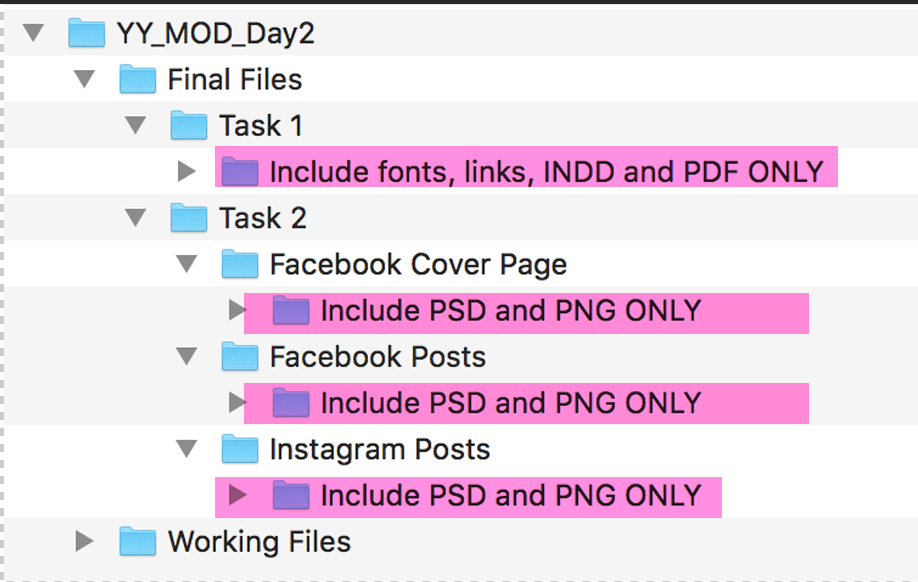 YY_MOD_Day2
Final Files
Task 1
Include fonts, links, INDD and PDF ONLY
Task 2
Facebook Cover Page
Include PSD and PNG ONLY
Facebook Posts
Include PSD and PNG ONLY
Instagram Posts
Include PSD and PNG ONLY
Working Files